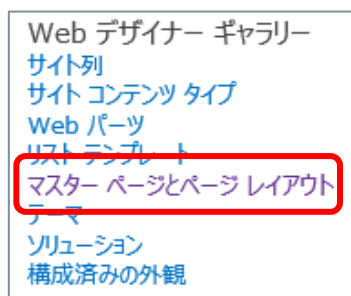 Web デザイナー ギャラリー
サイト列
サイト コンテンツ タイプ
Web パーツ
リスト テンプレート
マスター ページとページ レイアウト
テーマ
ソリューション
構成済みの外観